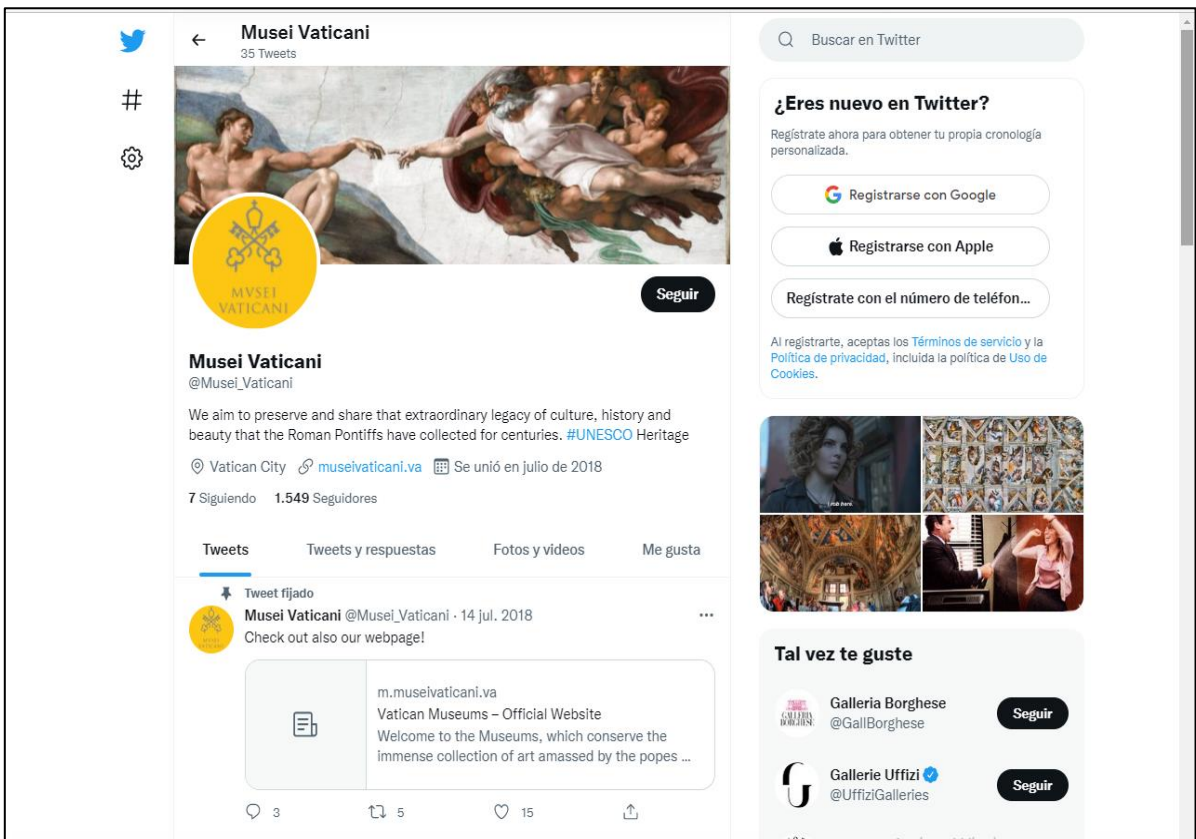 Musei Vaticani
35 Tweets
MVSEI
VATICANI
Seguir
Musei Vaticani
@Musei_Vaticani
We aim to preserve and share that extraordinary legacy of culture, history and
beauty that the Roman Pontiffs have collected for centuries. #UNESCO Heritage
Vatican City museivaticani.va Se unió en julio de 2018
7 Siguiendo 1.549 Seguidores
Tweets Tweets y respuestas Fotos y videos Me gusta
Tweet fijado
Musei Vaticani @Musei_Vaticani · 14 jul. 2018
Check out also our webpage!
m.museivaticani.va
Vatican Museums – Official Website
Welcome to the Museums, which conserve the
immense collection of art amassed by the popes ...
3 5 15
Buscar en Twitter
¿Eres nuevo en Twitter?
Regístrate ahora para obtener tu propia cronología
personalizada.
Registrarse con Google
Registrarse con Apple
Regístrate con el número de teléfon...
Al registrarte, aceptas los Términos de servicio y la
Política de privacidad, incluida la política de Uso de
Cookies.
Tal vez te guste
GALLERIA
BORGHESE
Galleria Borghese
@GallBorghese
Seguir
Gallerie Uffizi
@UffiziGalleries
Seguir